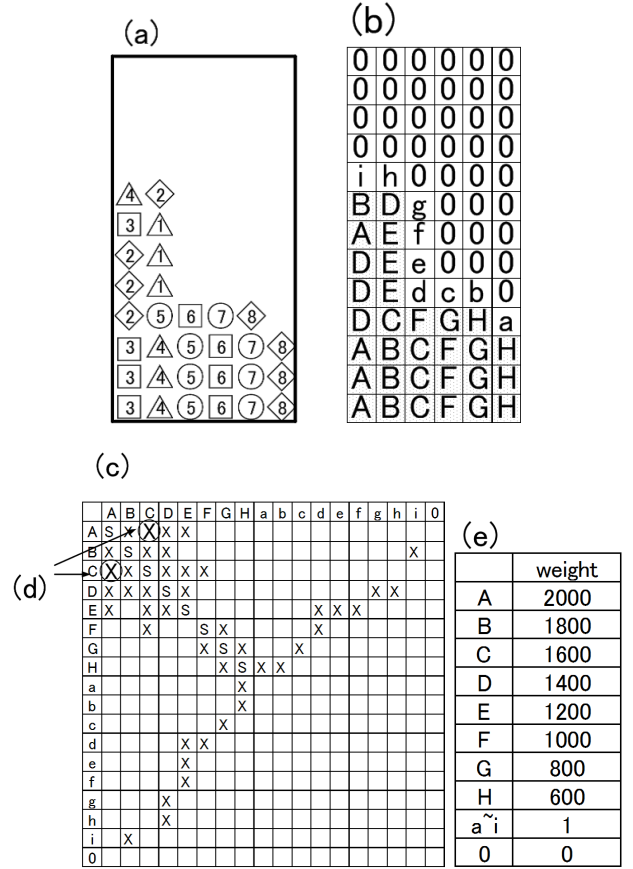 (a)
4 2
3 1
2 1
2 1
2 5 6 7 8
3 4 5 6 7 8
3 4 5 6 7 8
3 4 5 6 7 8
(b)
0 0 0 0 0 0
0 0 0 0 0 0
0 0 0 0 0 0
0 0 0 0 0 0
i h 0 0 0 0
B D g 0 0 0
A E f 0 0 0
D E e 0 0 0
D E d c b 0
D C F G H a
A B C F G H
A B C F G H
A B C F G H
(c)
A B C D E F G H a b c d e f g h i 0
A S X X X X
B X S X X X
C X X S X X X
D X X X S X X X
E X X X S X X X
F X S X X
G X S X X
H X S X X
a X
b X
c X
d X X
e X
f X
g X
h X
i X
0
(d)
(e)
weight
A 2000
B 1800
C 1600
D 1400
E 1200
F 1000
G 800
H 600
a~i 1
0 0